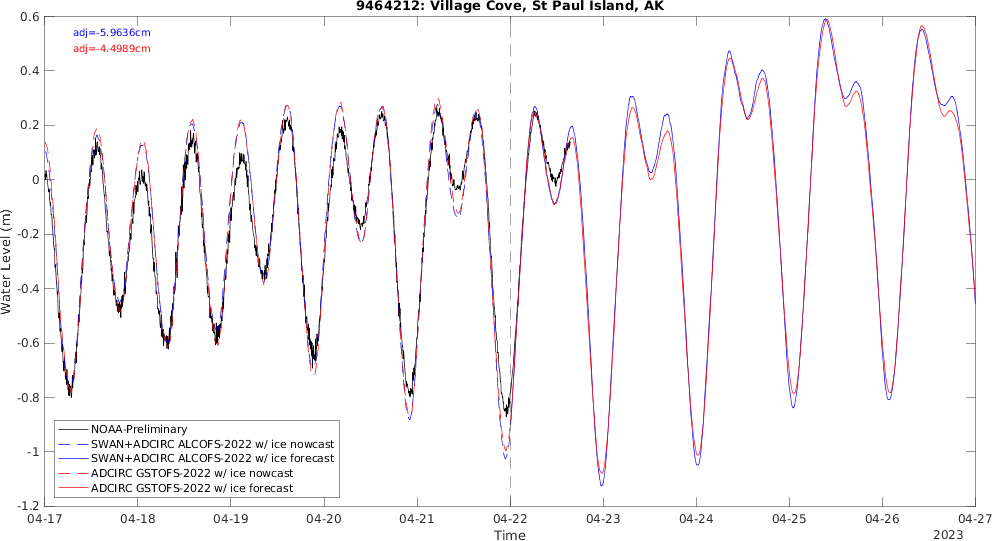 9464212: Village Cove, St Paul Island, AK
adj=-5.9636cm
adj=-4.4989cm
0.6
0.4
0.2
0
-0.2
-0.4
-0.6
-0.8
-1
-1.2
Water Level (m)
NOAA-Preliminary
SWAN+ADCIRC ALCOFS-2022 w/ ice nowcast
SWAN+ADCIRC ALCOFS-2022 w/ ice forecast
ADCIRC GSTOFS-2022 w/ ice nowcast
ADCIRC GSTOFS-2022 w/ ice forecast
04-17 04-18 04-19 04-20 04-21 04-22 04-23 04-24 04-25 04-26 04-27
Time
2023